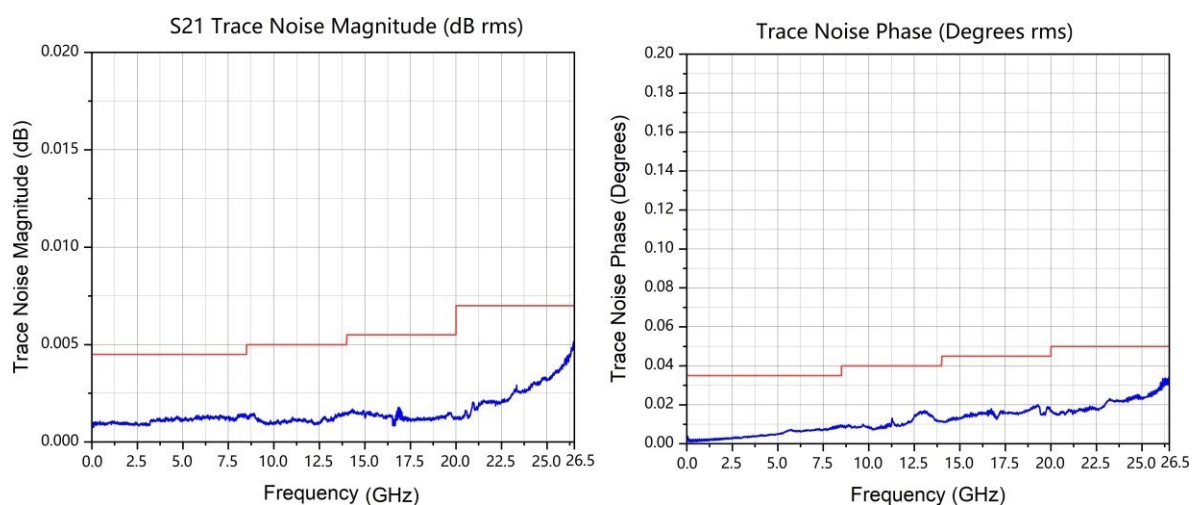 S21 Trace Noise Magnitude (dB rms)
0.020
0.015
0.010
0.005
0.000
Trace Noise Magnitude (dB)
0.0 2.5 5.0 7.5 10.0 12.5 15.0 17.5 20.0 22.5 25.0 26.5
Frequency (GHz)
Trace Noise Phase (Degrees rms)
0.20
0.18
0.16
0.14
0.12
0.10
0.08
0.06
0.04
0.02
0.00
Trace Noise Phase (Degrees)
0.0 2.5 5.0 7.5 10.0 12.5 15.0 17.5 20.0 22.5 25.0 26.5
Frequency (GHz)